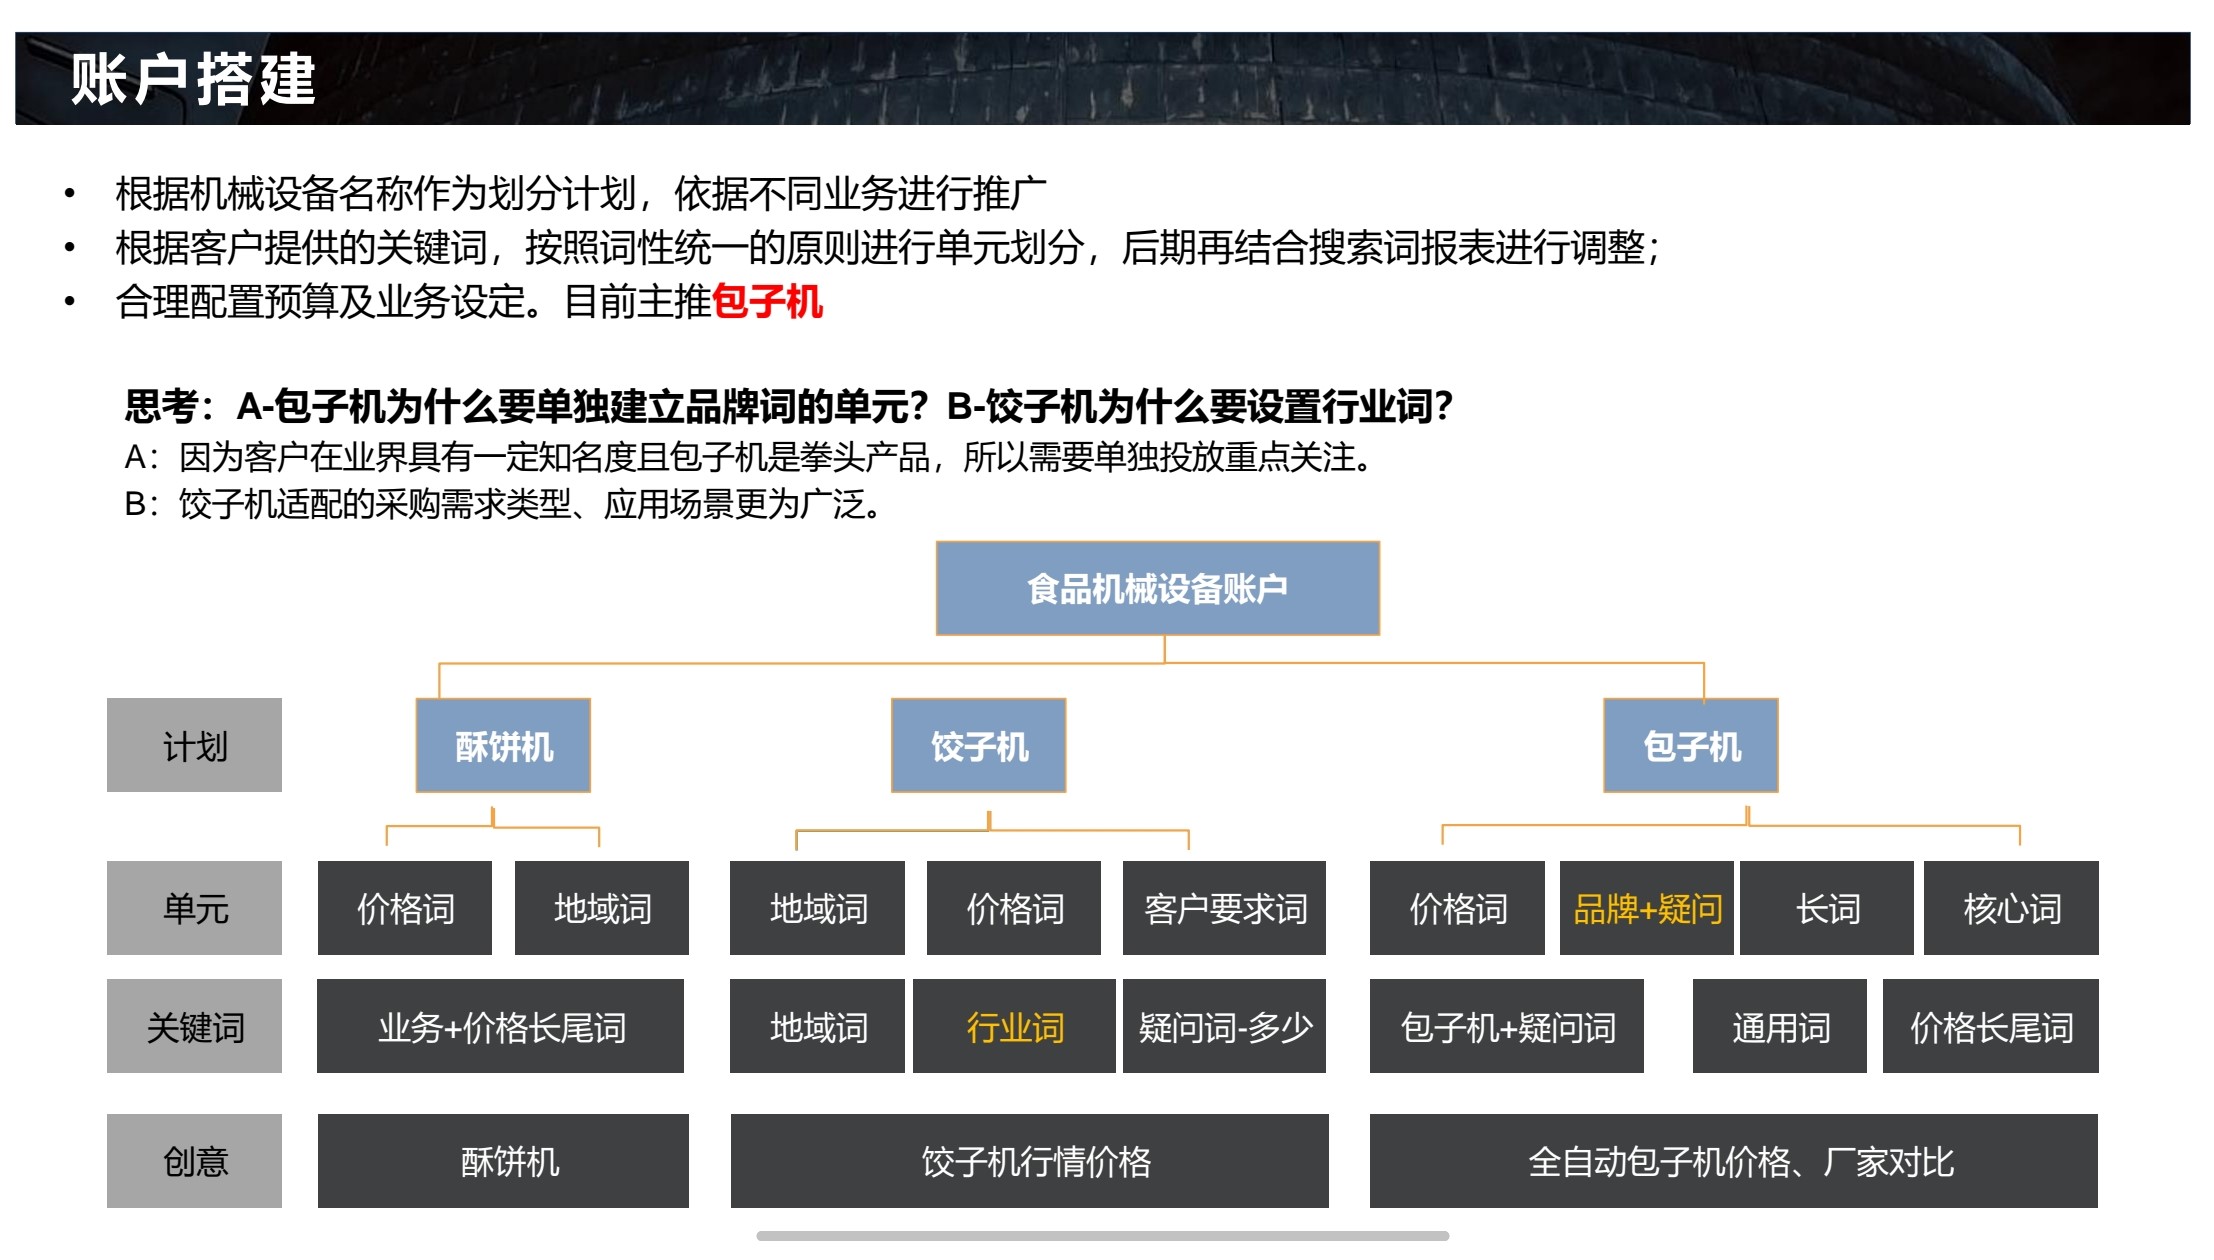 账户搭建
• 根据机械设备名称作为划分计划，依据不同业务进行推广
• 根据客户提供的关键词，按照词性统一的原则进行单元划分，后期再结合搜索词报表进行调整；
• 合理配置预算及业务设定。目前主推包子机
思考：A-包子机为什么要单独建立品牌词的单元？B-饺子机为什么要设置行业词？
A：因为客户在业界具有一定知名度且包子机是拳头产品，所以需要单独投放重点关注。
B：饺子机适配的采购需求类型、应用场景更为广泛。
食品机械设备账户
计划 酥饼机 饺子机 包子机
单元 价格词 地域词 地域词 价格词 客户要求词 价格词 品牌+疑问 长词 核心词
关键词 业务+价格长尾词 地域词 行业词 疑问词-多少 包子机+疑问词 通用词 价格长尾词
创意 酥饼机 饺子机行情价格 全自动包子机价格、厂家对比